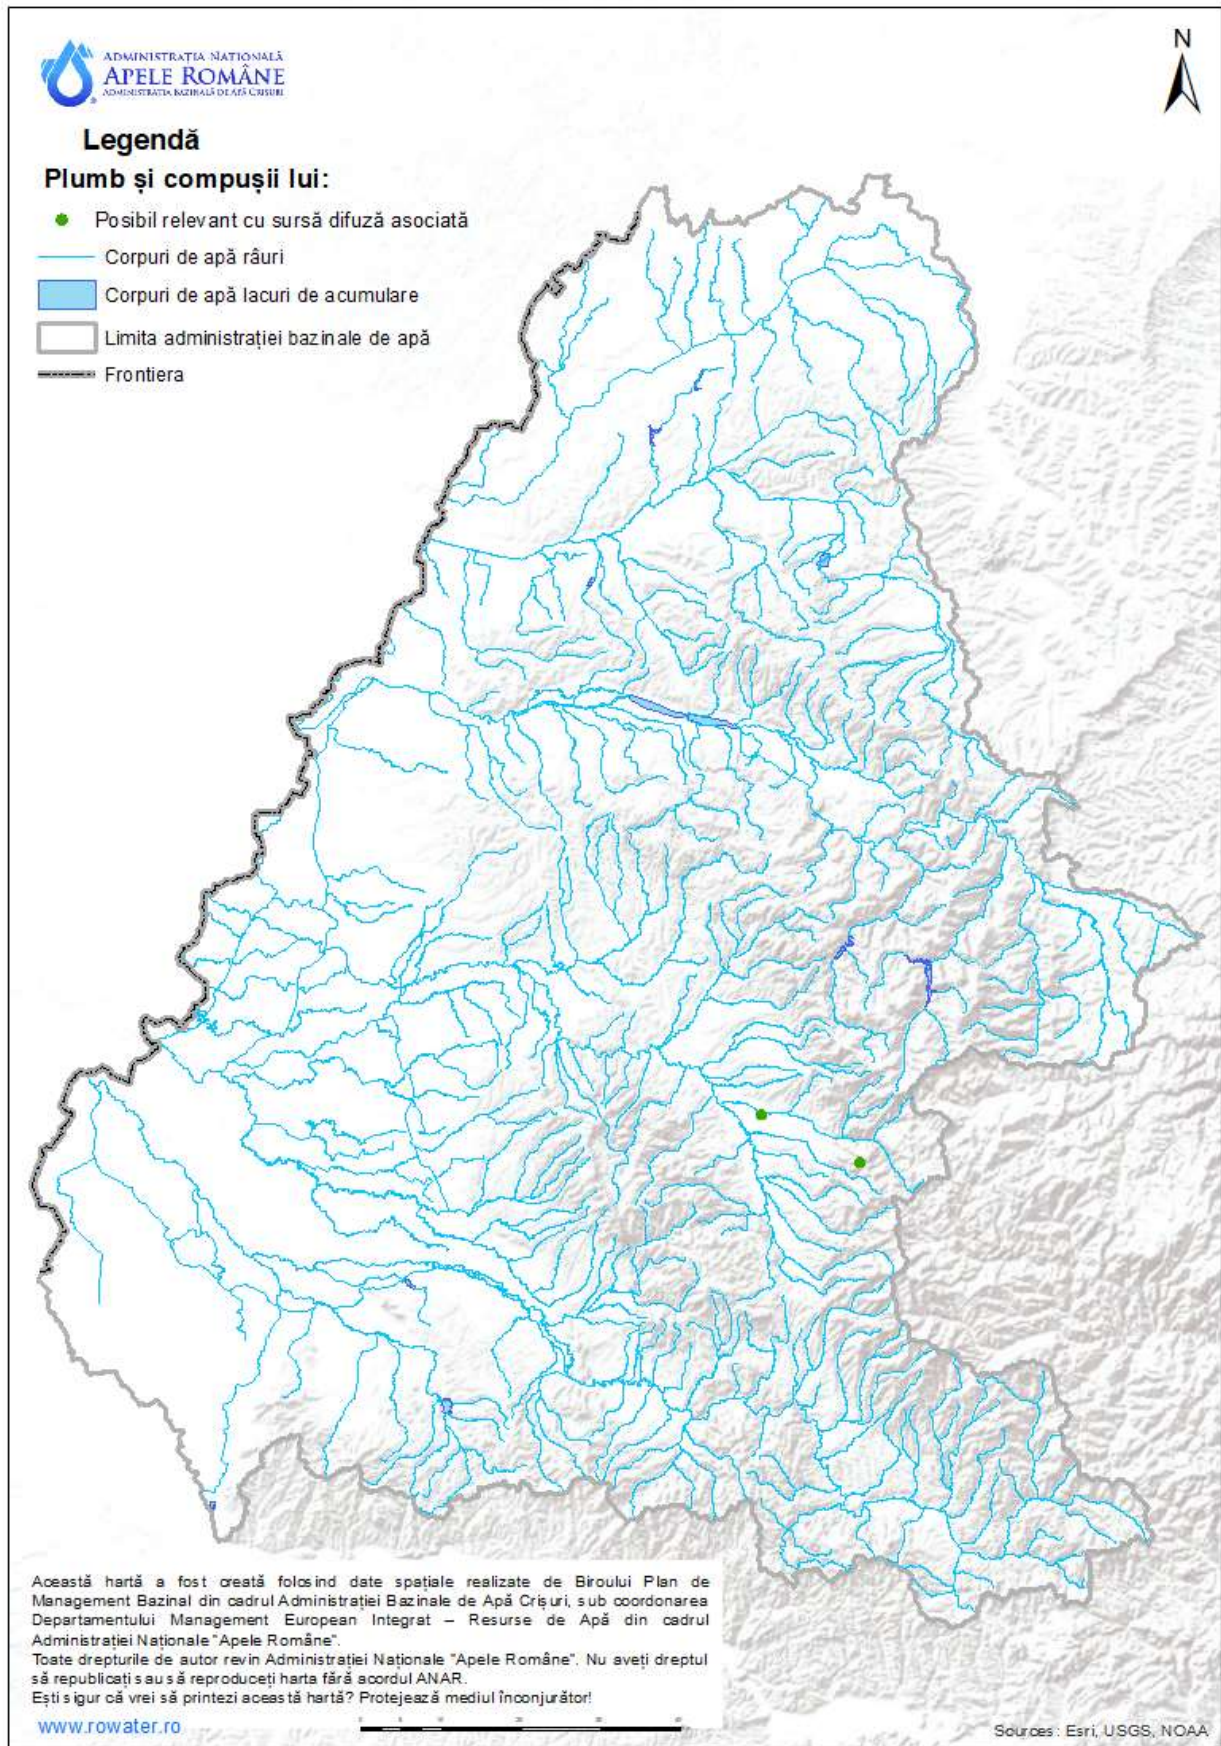 ADMINISTRAȚIA NAȚIONALĂ
APELE ROMÂNE
ADMINISTRAȚIA BAZINALĂ DE APĂ CRIȘURI
N
Legendă
Plumb și compușii lui:
Posibil relevant cu sursă difuză asociată
Corpuri de apă râuri
Corpuri de apă lacuri de acumulare
Limita administrației bazinale de apă
Frontiera
Această hartă a fost creată folosind date spațiale realizate de Biroului Plan de
Management Bazinal din cadrul Administrației Bazinale de Apă Crișuri, sub coordonarea
Departamentului Management European Integrat – Resurse de Apă din cadrul
Administrației Naționale "Apele Române".
Toate drepturile de autor revin Administrației Naționale "Apele Române". Nu aveți dreptul
să republicați sau să reproduceți harta fără acordul ANAR.
Ești sigur că vrei să printezi această hartă? Protejează mediul înconjurător!
www.rowater.ro
Sources: Esri, USGS, NOAA